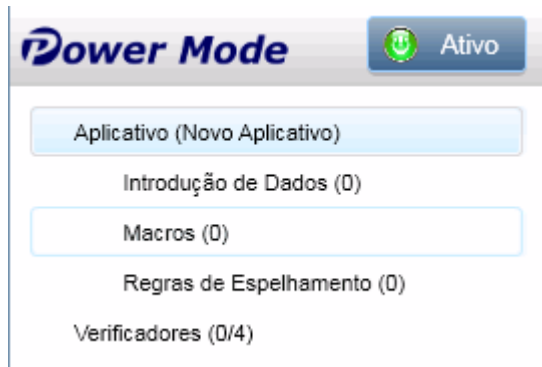 Power Mode
Ativo
Aplicativo (Novo Aplicativo)
Introdução de Dados (0)
Macros (0)
Regras de Espelhamento (0)
Verificadores (0/4)